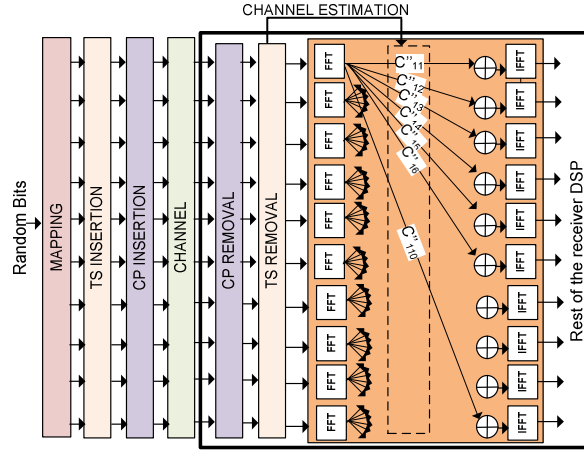 CHANNEL ESTIMATION
Random Bits
MAPPING
TS INSERTION
CP INSERTION
CHANNEL
CP REMOVAL
TS REMOVAL
FFT
FFT
FFT
FFT
FFT
FFT
FFT
FFT
FFT
FFT
C''11
C''12
C''13
C''14
C''15
C''16
C''110
IFFT
IFFT
IFFT
IFFT
IFFT
IFFT
IFFT
IFFT
IFFT
IFFT
Rest of the receiver DSP